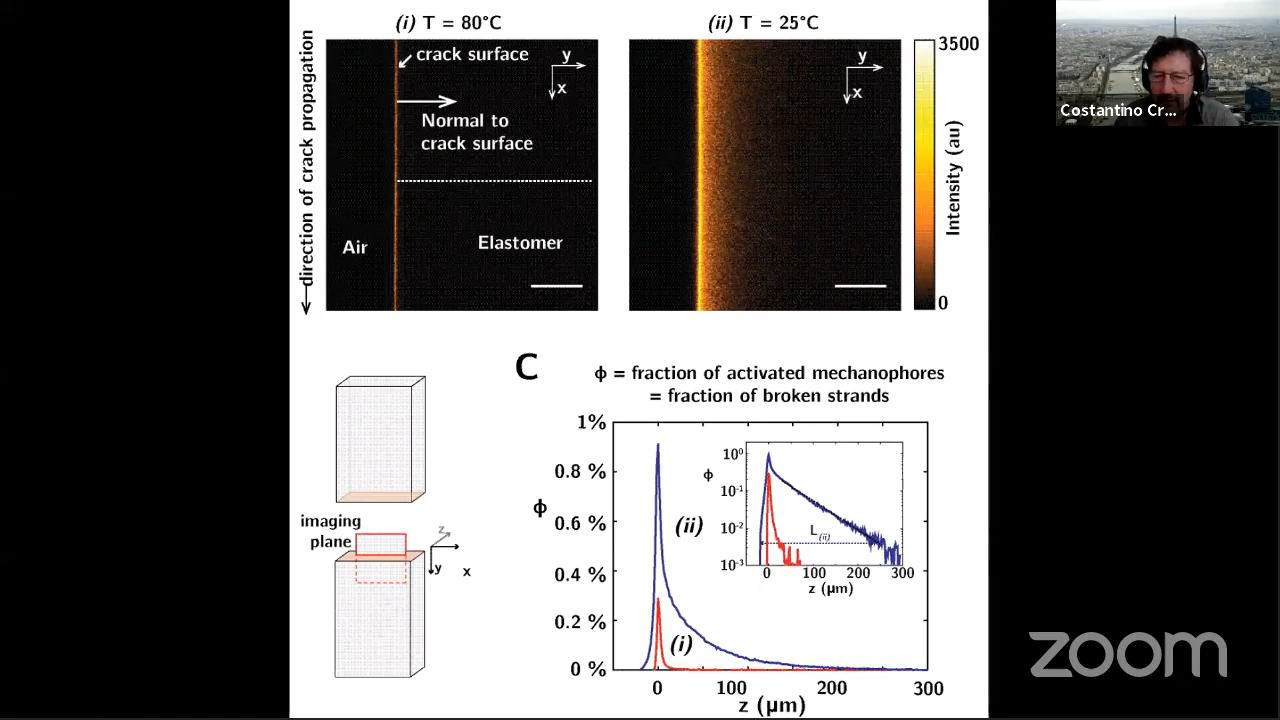 (i) T = 80°C
(ii) T = 25°C
direction of crack propagation
crack surface
y
x
Normal to
crack surface
Air
Elastomer
y
x
3500
Intensity (au)
0
Costantino Cr...
imaging
plane
z
y
x
C
ϕ = fraction of activated mechanophores
= fraction of broken strands
1%
0.8 %
0.6 %
0.4 %
0.2 %
0 %
ϕ
(ii)
(i)
0
100
200
300
z (µm)
ϕ
10⁰
10⁻¹
10⁻²
10⁻³
L(ii)
0
100
200
300
z (µm)
zoom